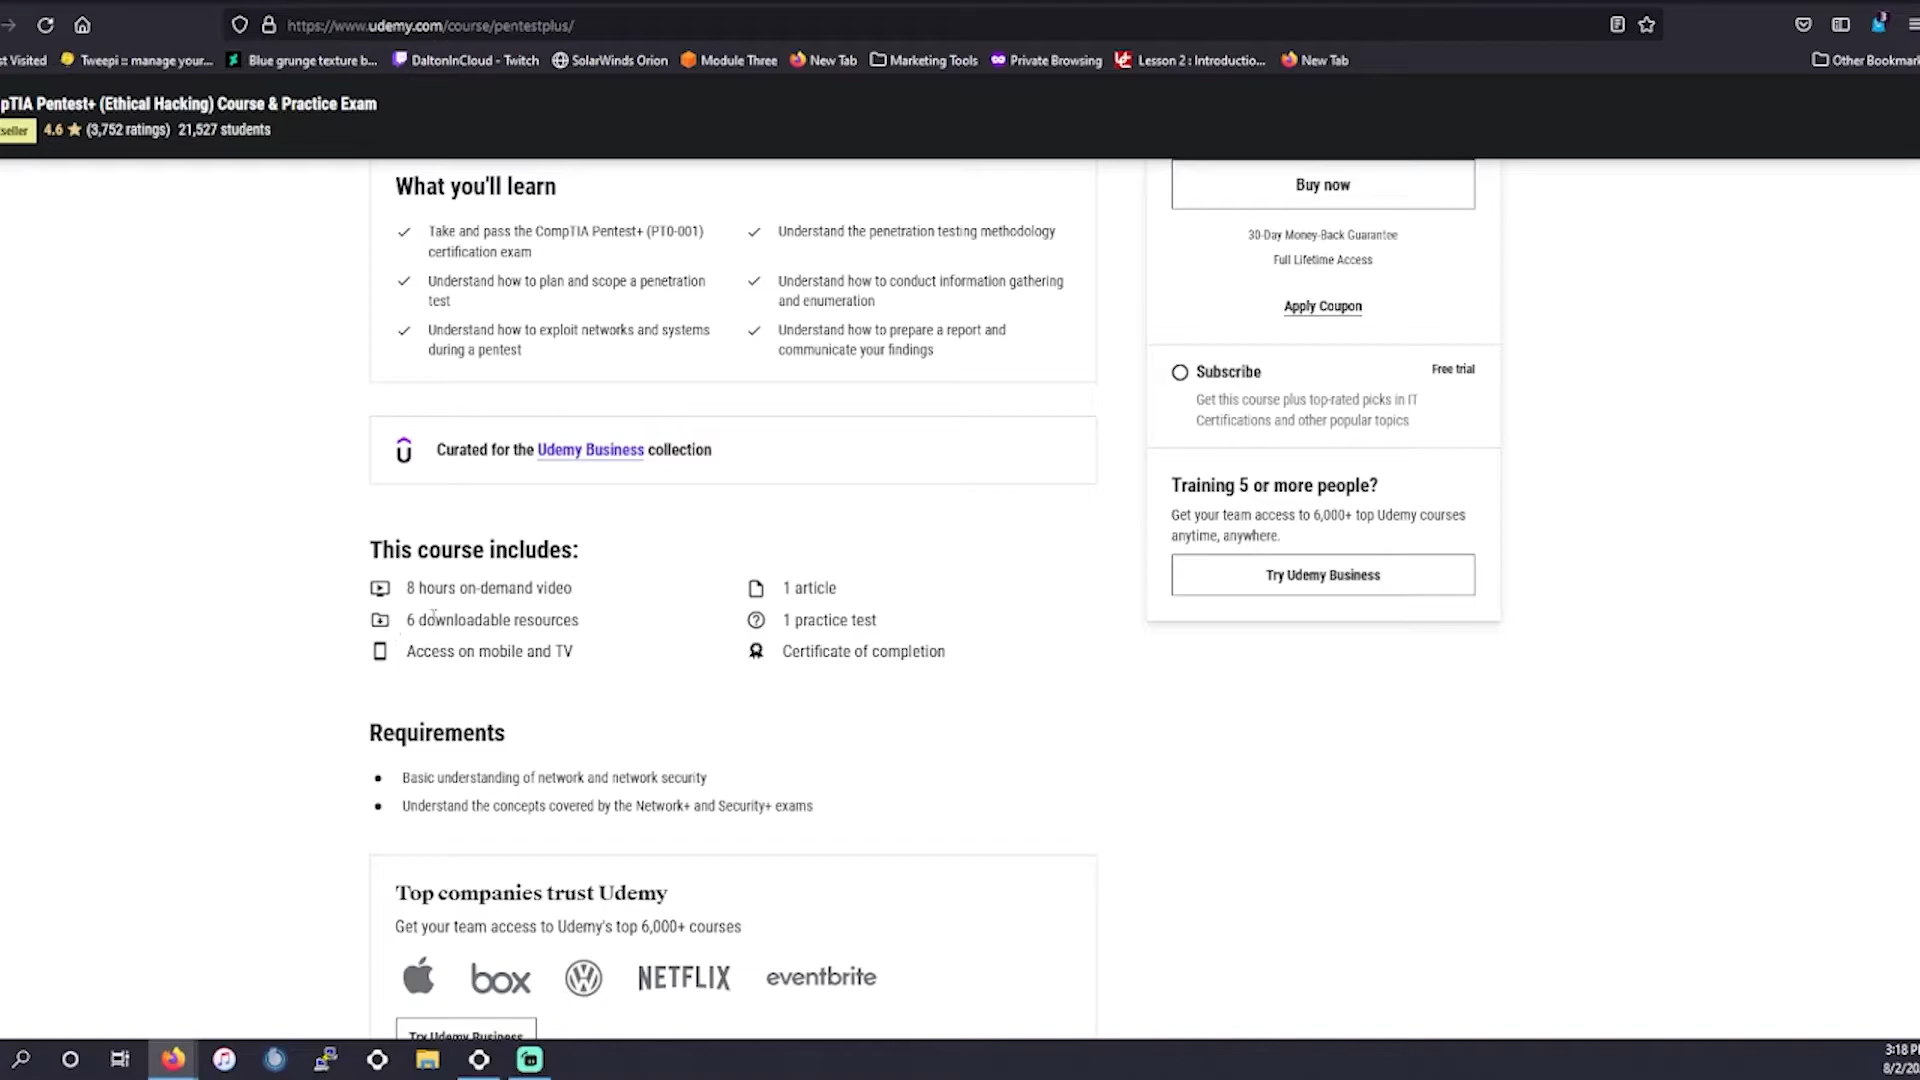 https://www.udemy.com/course/pentestplus/
st Visited
Tweepi :: manage your...
Blue grunge texture b...
DaltonInCloud - Twitch
SolarWinds Orion
Module Three
New Tab
Marketing Tools
Private Browsing
Lesson 2 : Introductio...
New Tab
Other Bookmar
pTIA Pentest+ (Ethical Hacking) Course & Practice Exam
seller 4.6 ★ (3,752 ratings) 21,527 students
What you'll learn
Take and pass the CompTIA Pentest+ (PT0-001)
certification exam
Understand the penetration testing methodology
Understand how to plan and scope a penetration
test
Understand how to conduct information gathering
and enumeration
Understand how to exploit networks and systems
during a pentest
Understand how to prepare a report and
communicate your findings
Buy now
30-Day Money-Back Guarantee
Full Lifetime Access
Apply Coupon
Subscribe
Free trial
Get this course plus top-rated picks in IT
Certifications and other popular topics
Training 5 or more people?
Get your team access to 6,000+ top Udemy courses
anytime, anywhere.
Try Udemy Business
Curated for the Udemy Business collection
This course includes:
8 hours on-demand video
1 article
6 downloadable resources
1 practice test
Access on mobile and TV
Certificate of completion
Requirements
Basic understanding of network and network security
Understand the concepts covered by the Network+ and Security+ exams
Top companies trust Udemy
Get your team access to Udemy's top 6,000+ courses
box
NETFLIX
eventbrite
Try Udemy Business
3:18 P
8/2/20